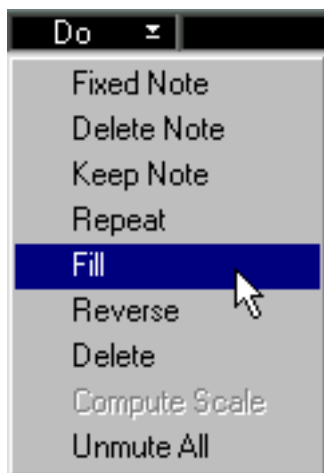 Do
Fixed Note
Delete Note
Keep Note
Repeat
Fill
Reverse
Delete
Compute Scale
Unmute All